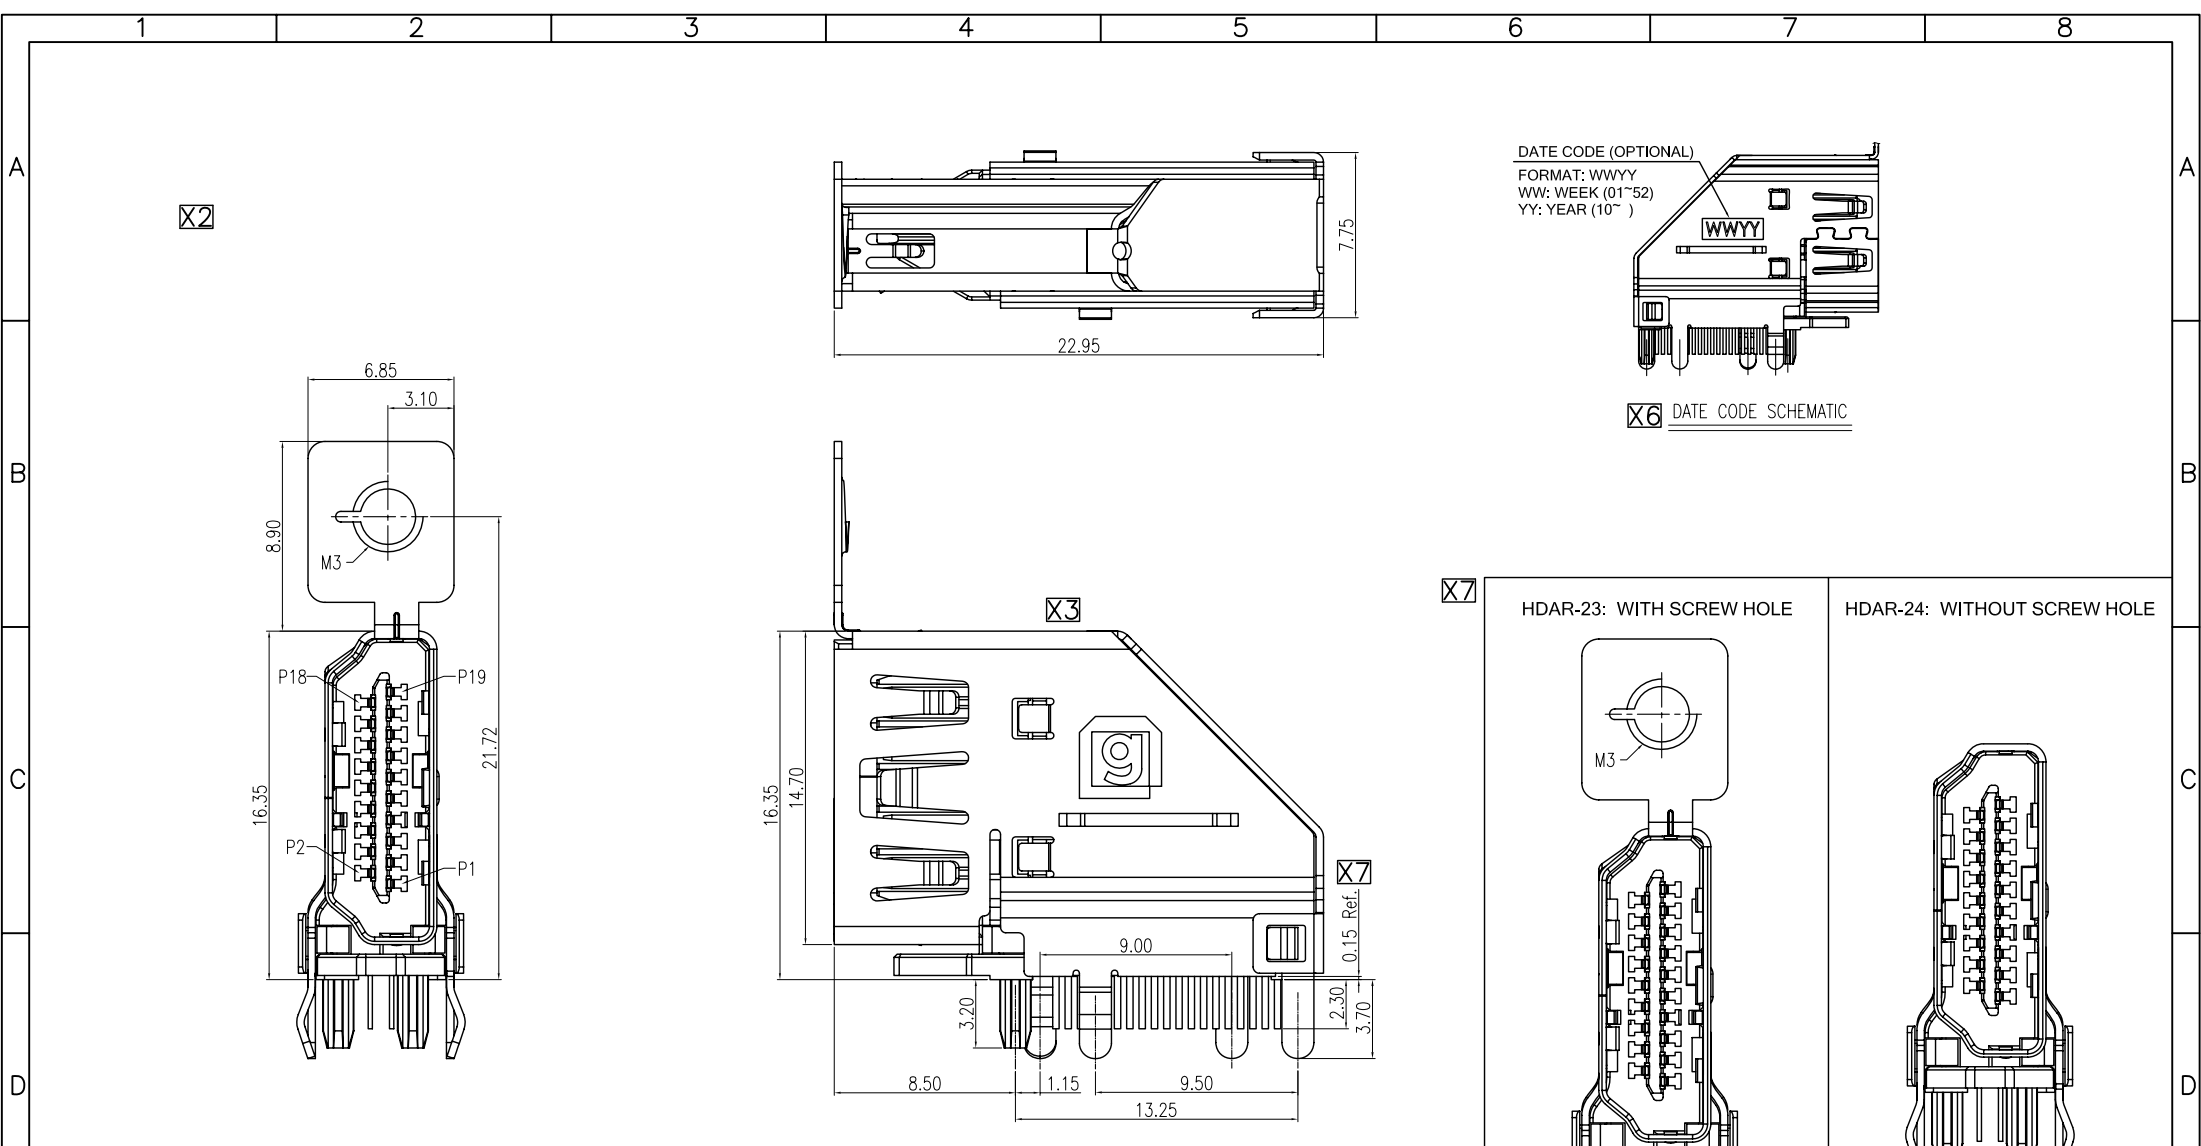 1 2 3 4 5 6 7 8
A A
X2
7.75
22.95
DATE CODE (OPTIONAL)
FORMAT: WWYY
WW: WEEK (01~52)
YY: YEAR (10~ )
WWYY
X6 DATE CODE SCHEMATIC
6.85
3.10
B B
8.90
M3
X3
X7
HDAR-23: WITH SCREW HOLE
HDAR-24: WITHOUT SCREW HOLE
P18
P19
21.72
16.35
P2
P1
16.35
14.70
g
M3
C C
X7
0.15 Ref.
9.00
3.20
2.30
3.70
8.50
1.15
9.50
13.25
D D